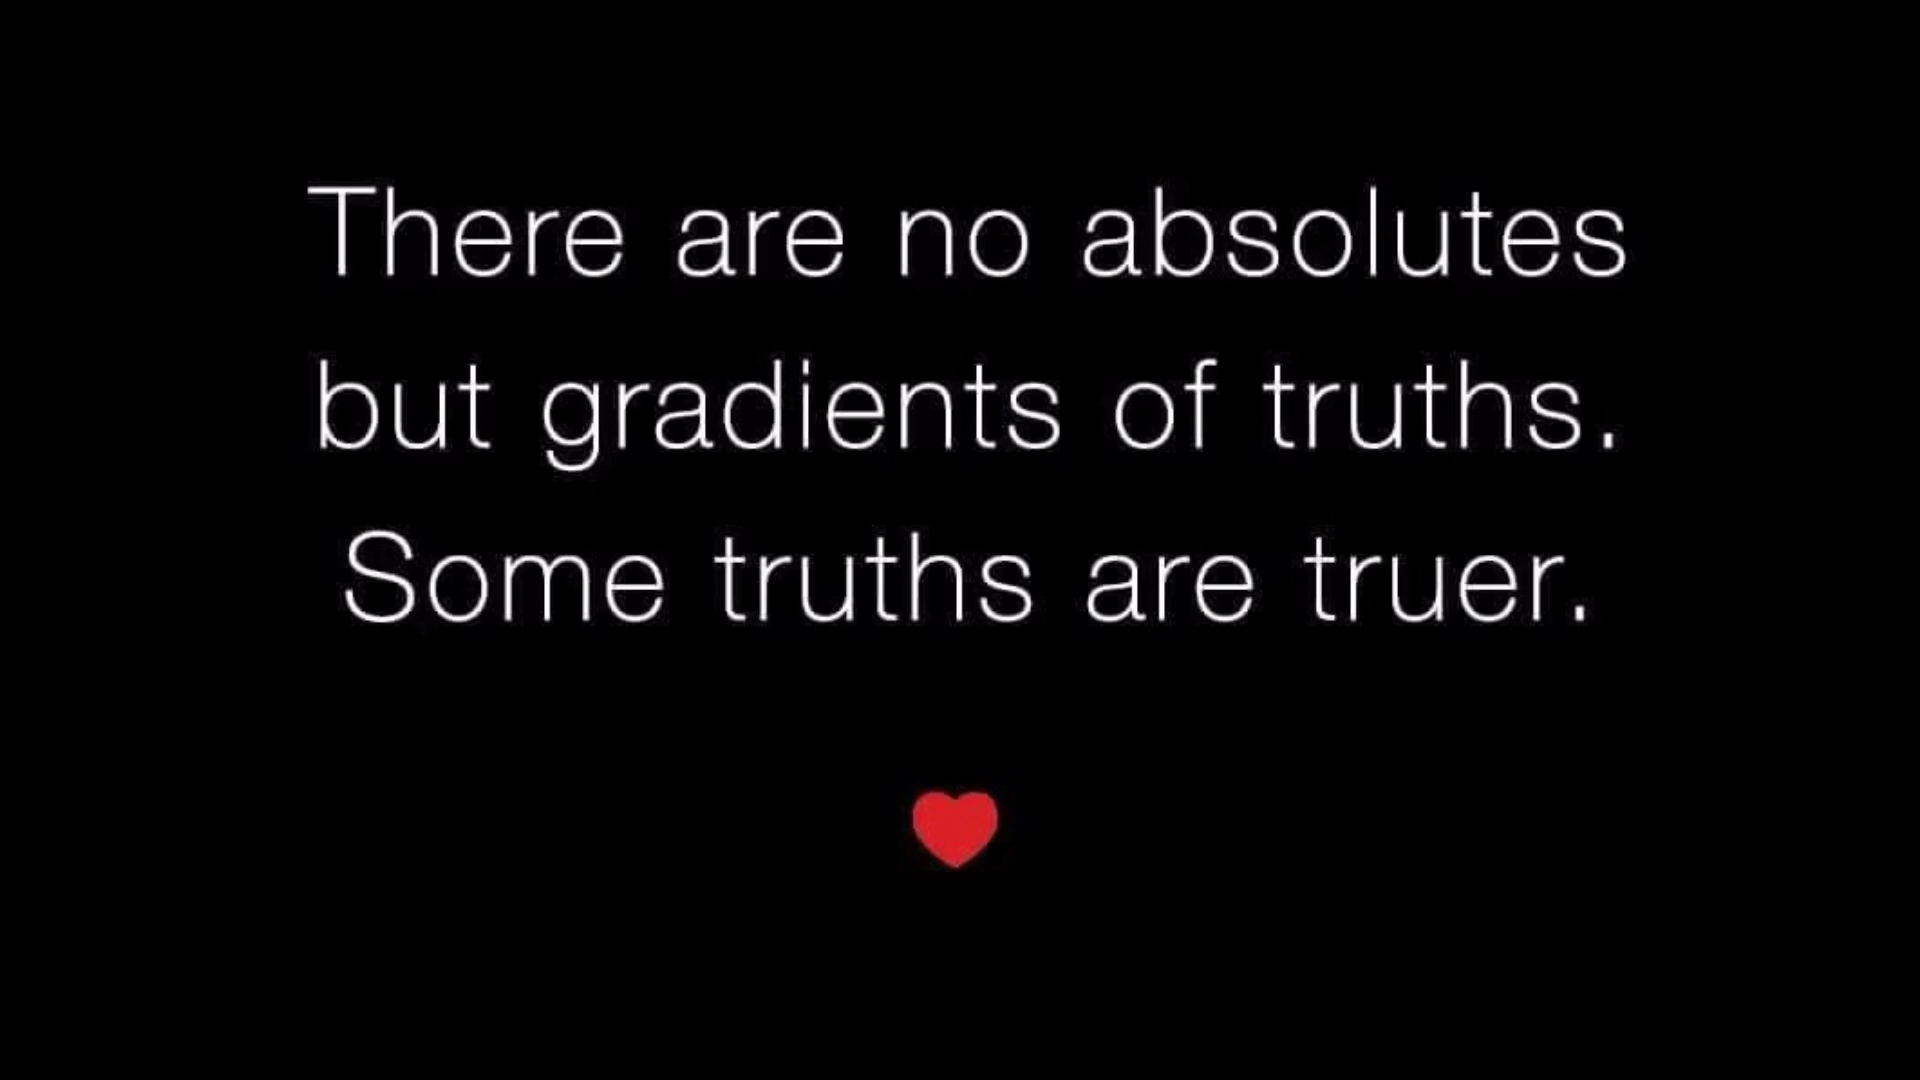 There are no absolutes
but gradients of truths.
Some truths are truer.